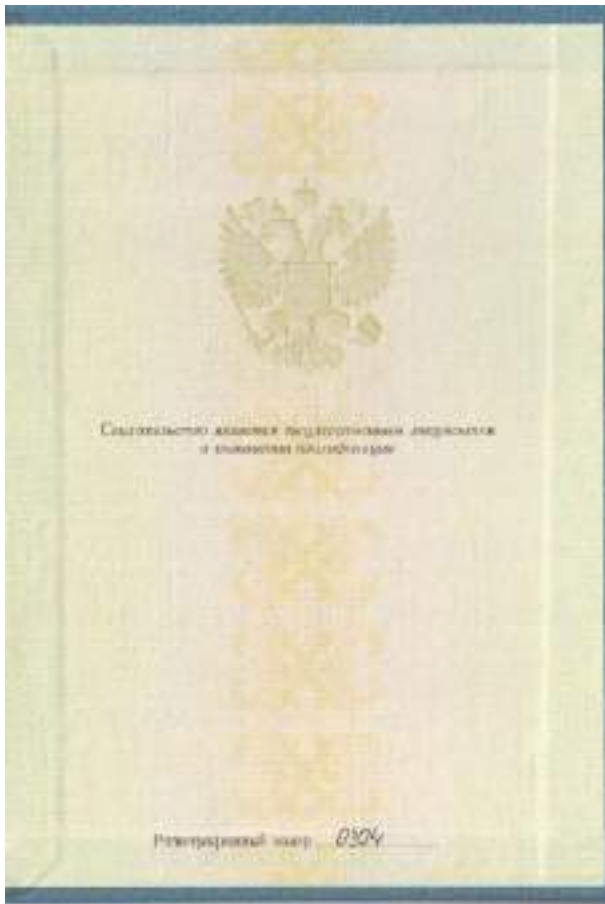 Свидетельство является государственным документом
о повышении квалификации
Регистрационный номер 0304